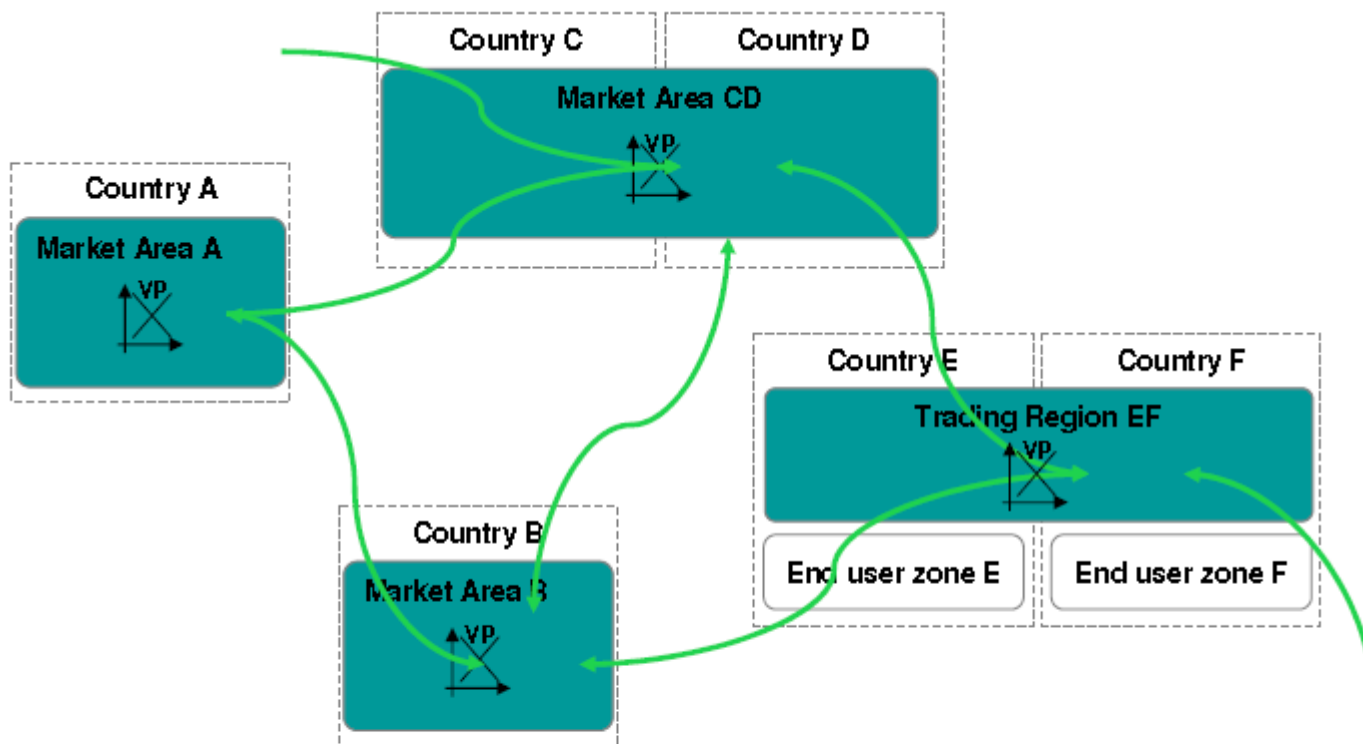 Country C
Country D
Market Area CD
VP
Country A
Market Area A
VP
Country E
Country F
Trading Region EF
VP
End user zone E
End user zone F
Country B
Market Area B
VP